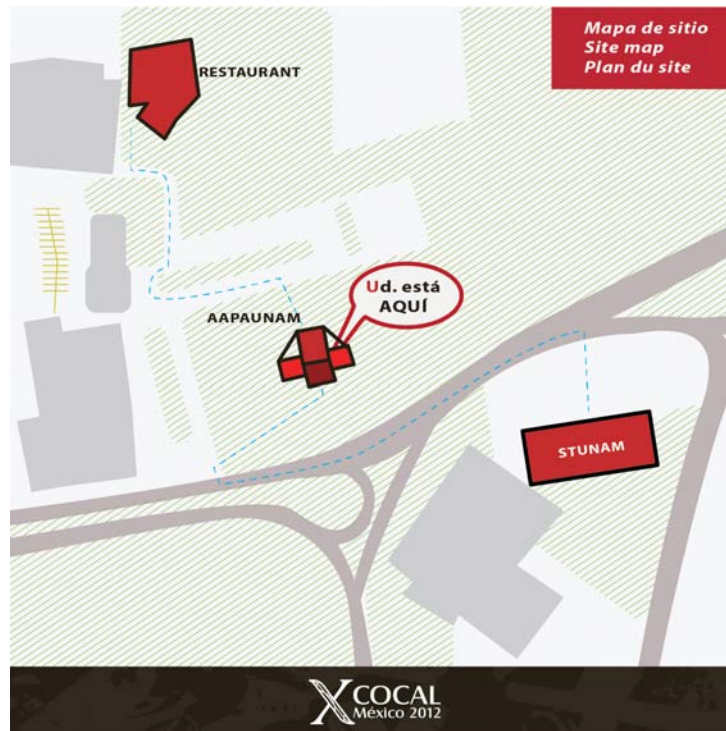 Mapa de sitio
Site map
Plan du site
RESTAURANT
Ud. está
AQUÍ
AAPAUNAM
STUNAM
X COCAL
México 2012